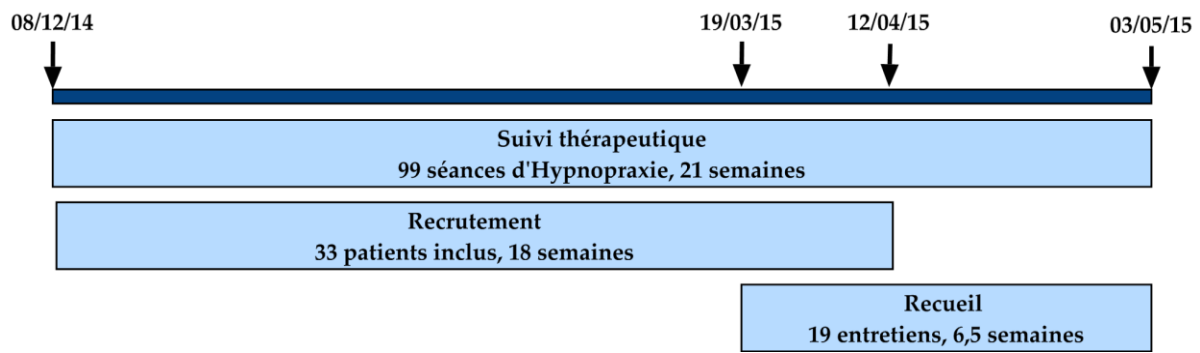 08/12/14 19/03/15 12/04/15 03/05/15
Suivi thérapeutique
99 séances d'Hypnopraxie, 21 semaines
Recrutement
33 patients inclus, 18 semaines
Recueil
19 entretiens, 6,5 semaines